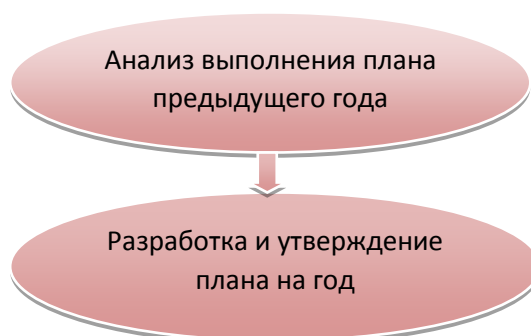 Анализ выполнения плана
предыдущего года
Разработка и утверждение
плана на год